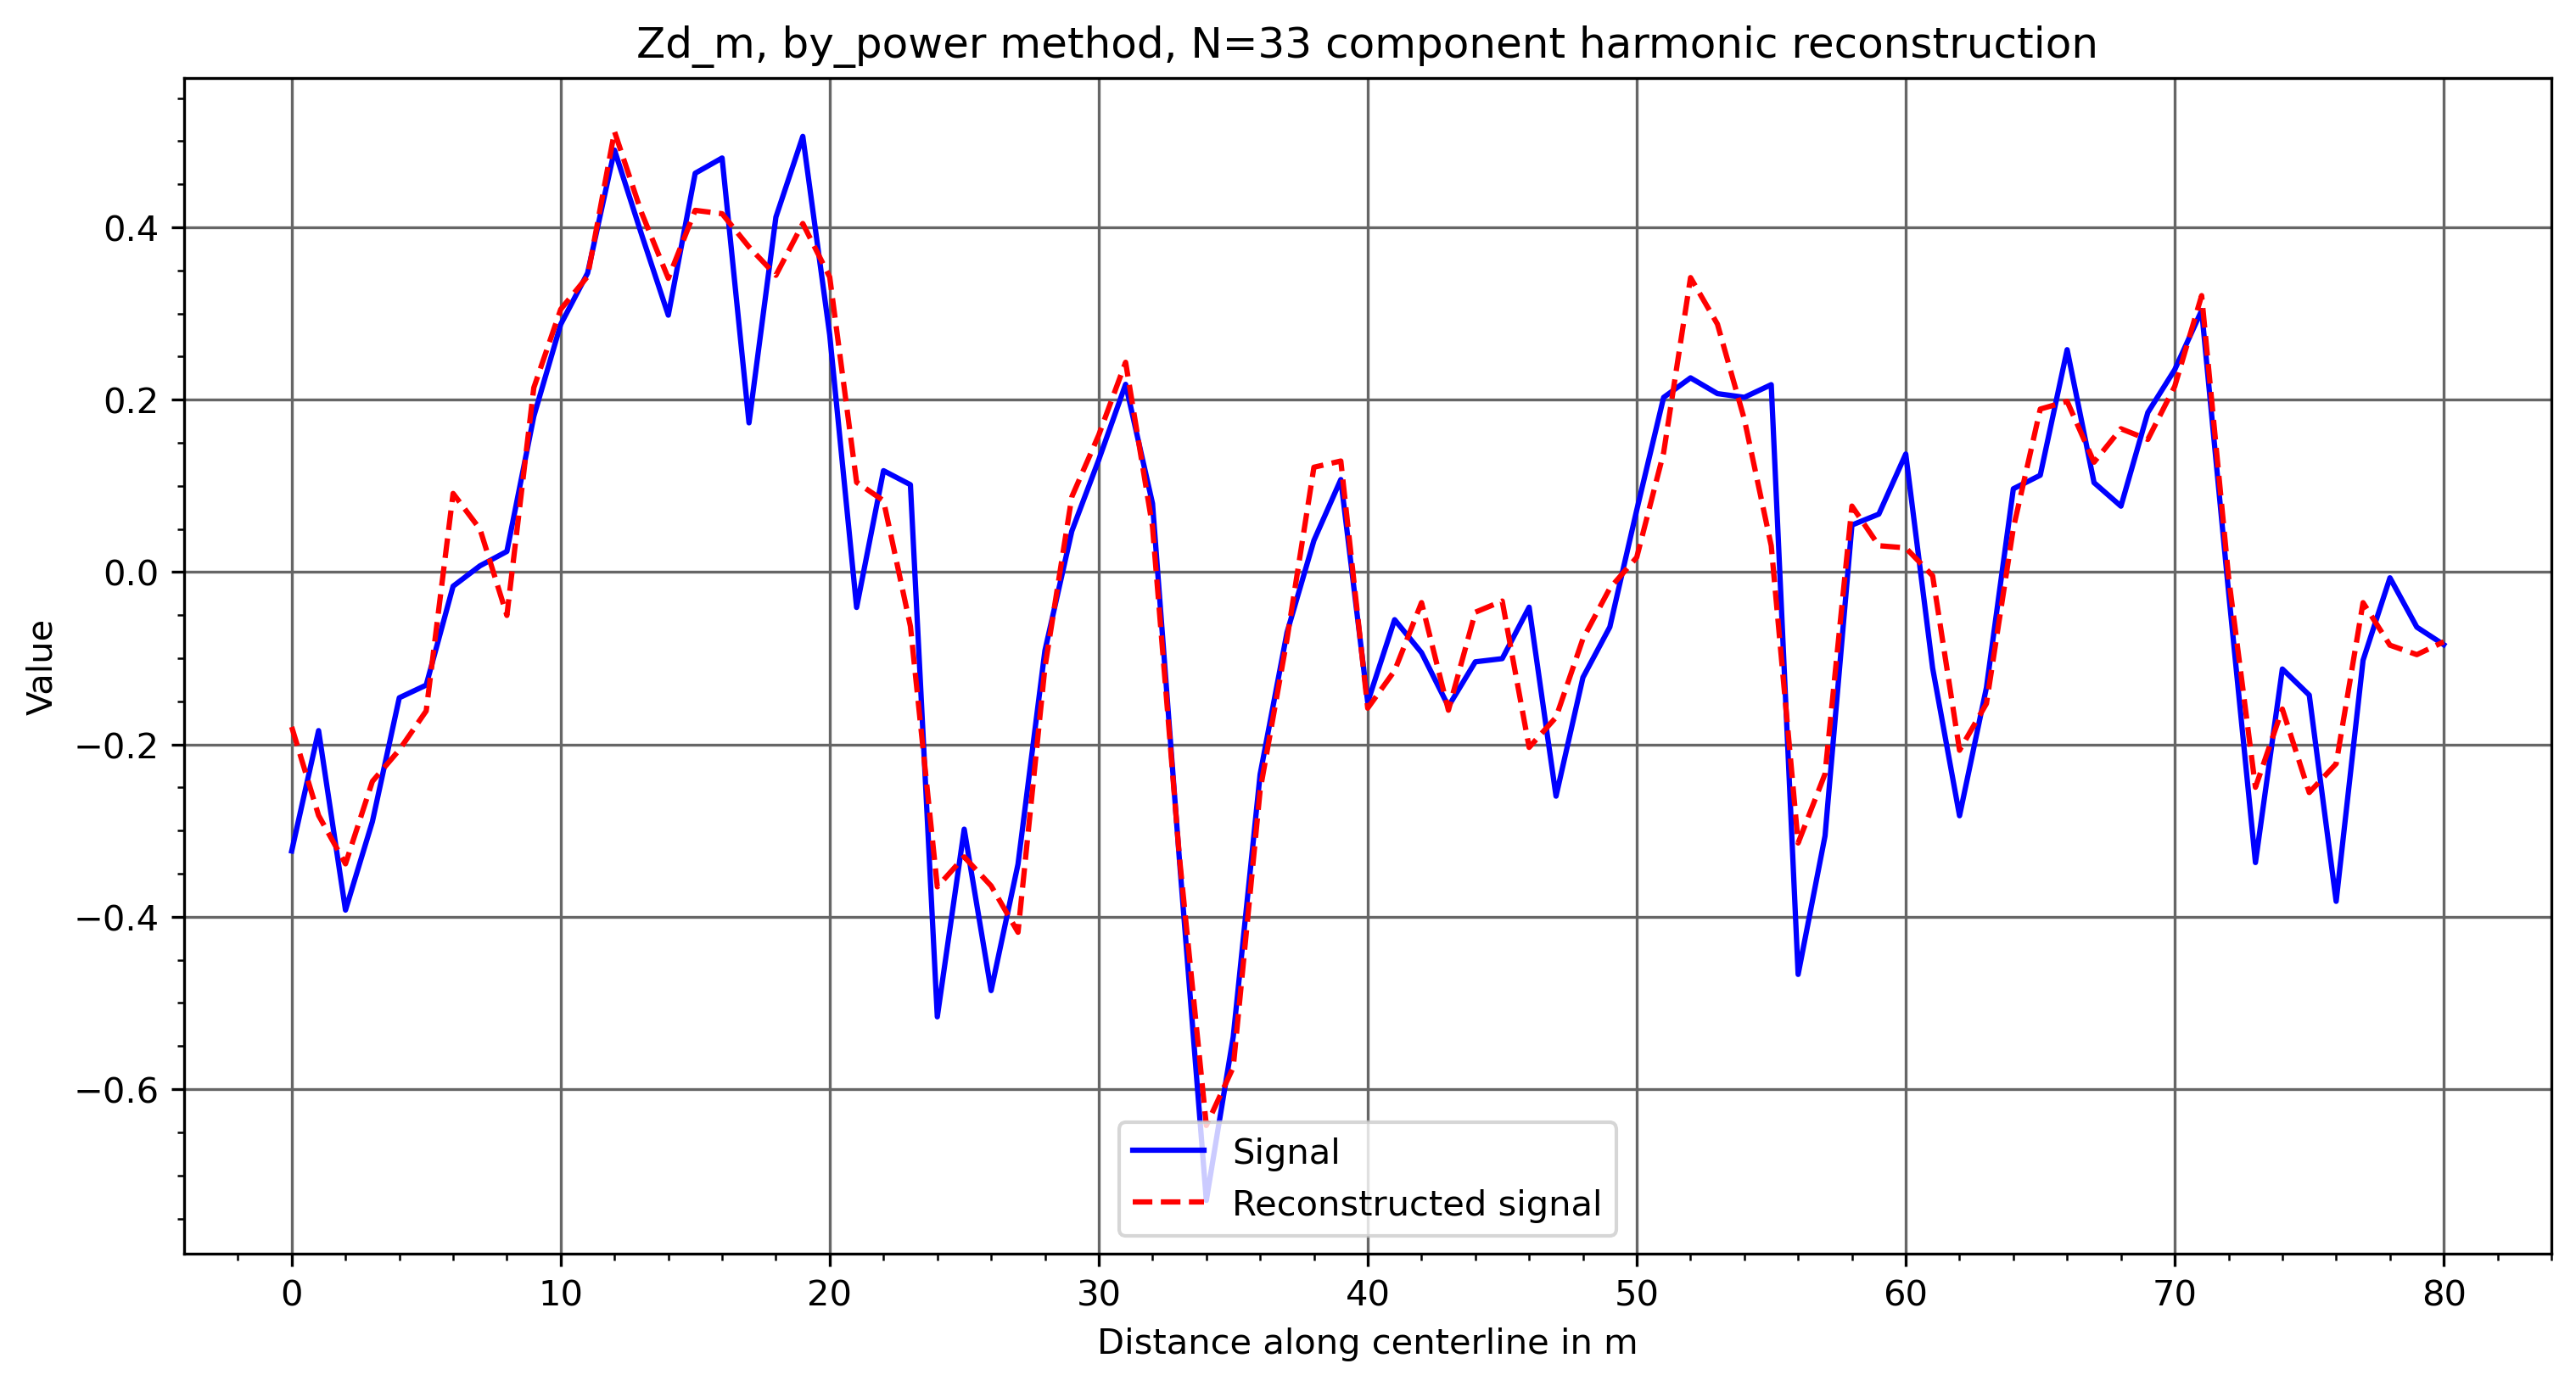 Zd_m, by_power method, N=33 component harmonic reconstruction
Value
0.4
0.2
0.0
−0.2
−0.4
−0.6
Signal
Reconstructed signal
0 10 20 30 40 50 60 70 80
Distance along centerline in m